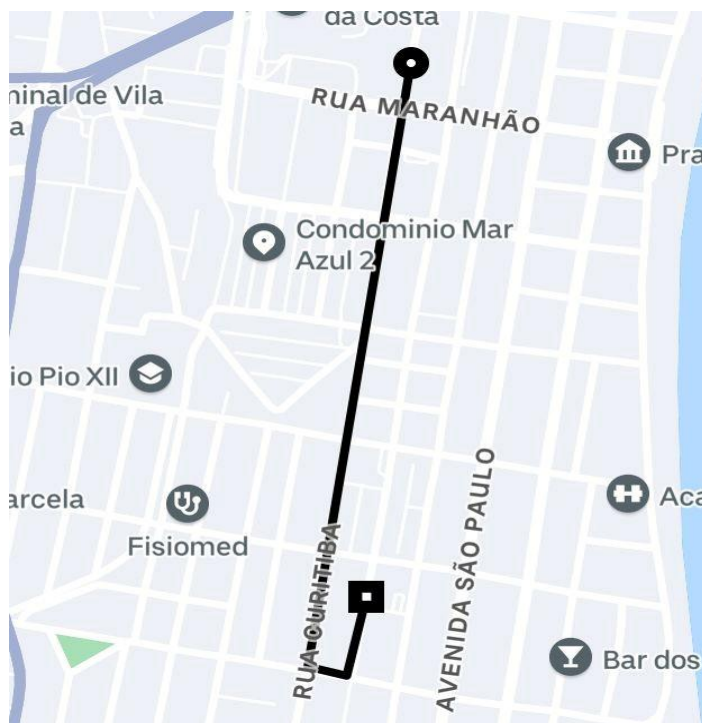 da Costa
RUA MARANHÃO
minal de Vila
a
Pra
Condominio Mar
Azul 2
io Pio XII
AVENIDA SÃO PAULO
arcela
Aca
Fisiomed
RUA CURITIBA
Bar dos